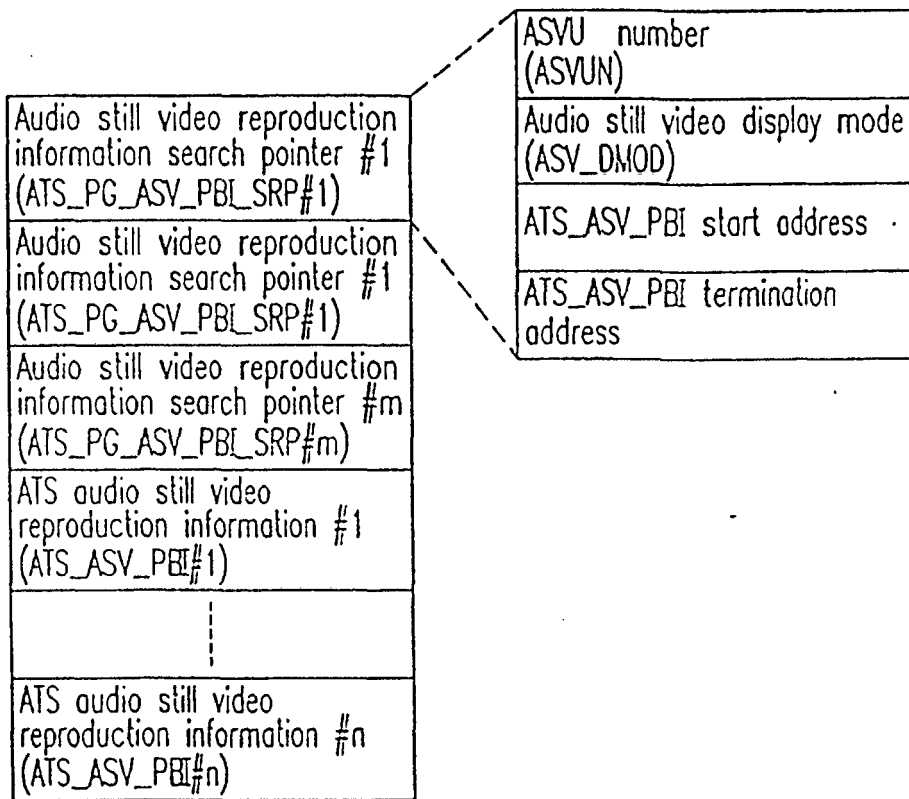 Audio still video reproduction
information search pointer #1
(ATS_PG_ASV_PBI_SRP#1)
Audio still video reproduction
information search pointer #1
(ATS_PG_ASV_PBI_SRP#1)
Audio still video reproduction
information search pointer #m
(ATS_PG_ASV_PBI_SRP#m)
ATS audio still video
reproduction information #1
(ATS_ASV_PBI#1)
ATS audio still video
reproduction information #n
(ATS_ASV_PBI#n)
ASVU number
(ASVUN)
Audio still video display mode
(ASV_DMOD)
ATS_ASV_PBI start address
ATS_ASV_PBI termination
address